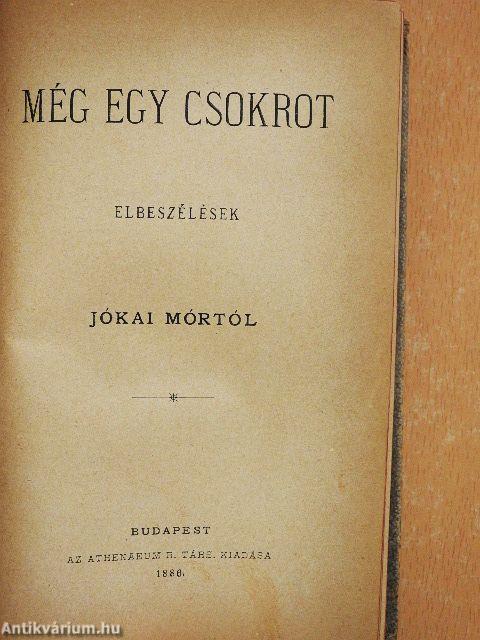 MÉG EGY CSOKROT
ELBESZÉLÉSEK
JÓKAI MÓRTÓL
BUDAPEST
AZ ATHENAEUM R. TÁRS. KIADÁSA
1886.
Antikvárium.hu